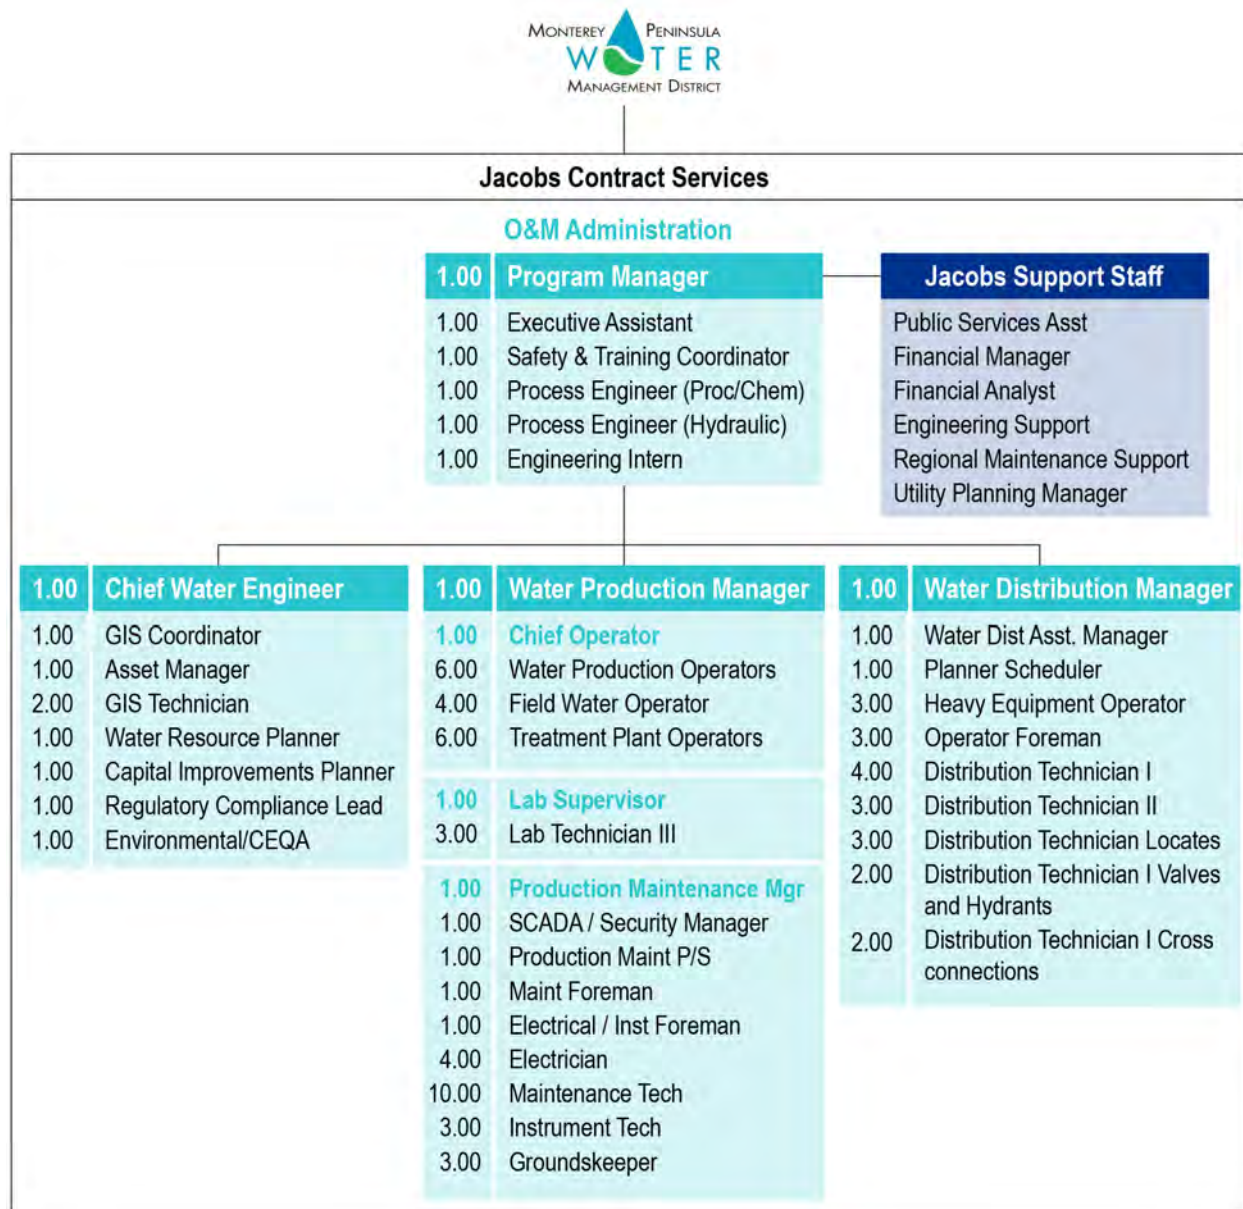 MONTEREY PENINSULA
WATER
MANAGEMENT DISTRICT
Jacobs Contract Services
O&M Administration
1.00 Program Manager
1.00 Executive Assistant
1.00 Safety & Training Coordinator
1.00 Process Engineer (Proc/Chem)
1.00 Process Engineer (Hydraulic)
1.00 Engineering Intern
Jacobs Support Staff
Public Services Asst
Financial Manager
Financial Analyst
Engineering Support
Regional Maintenance Support
Utility Planning Manager
1.00 Chief Water Engineer
1.00 GIS Coordinator
1.00 Asset Manager
2.00 GIS Technician
1.00 Water Resource Planner
1.00 Capital Improvements Planner
1.00 Regulatory Compliance Lead
1.00 Environmental/CEQA
1.00 Water Production Manager
1.00 Chief Operator
6.00 Water Production Operators
4.00 Field Water Operator
6.00 Treatment Plant Operators
1.00 Lab Supervisor
3.00 Lab Technician III
1.00 Production Maintenance Mgr
1.00 SCADA / Security Manager
1.00 Production Maint P/S
1.00 Maint Foreman
1.00 Electrical / Inst Foreman
4.00 Electrician
10.00 Maintenance Tech
3.00 Instrument Tech
3.00 Groundskeeper
1.00 Water Distribution Manager
1.00 Water Dist Asst. Manager
1.00 Planner Scheduler
3.00 Heavy Equipment Operator
3.00 Operator Foreman
4.00 Distribution Technician I
3.00 Distribution Technician II
3.00 Distribution Technician Locates
2.00 Distribution Technician I Valves
and Hydrants
2.00 Distribution Technician I Cross
connections